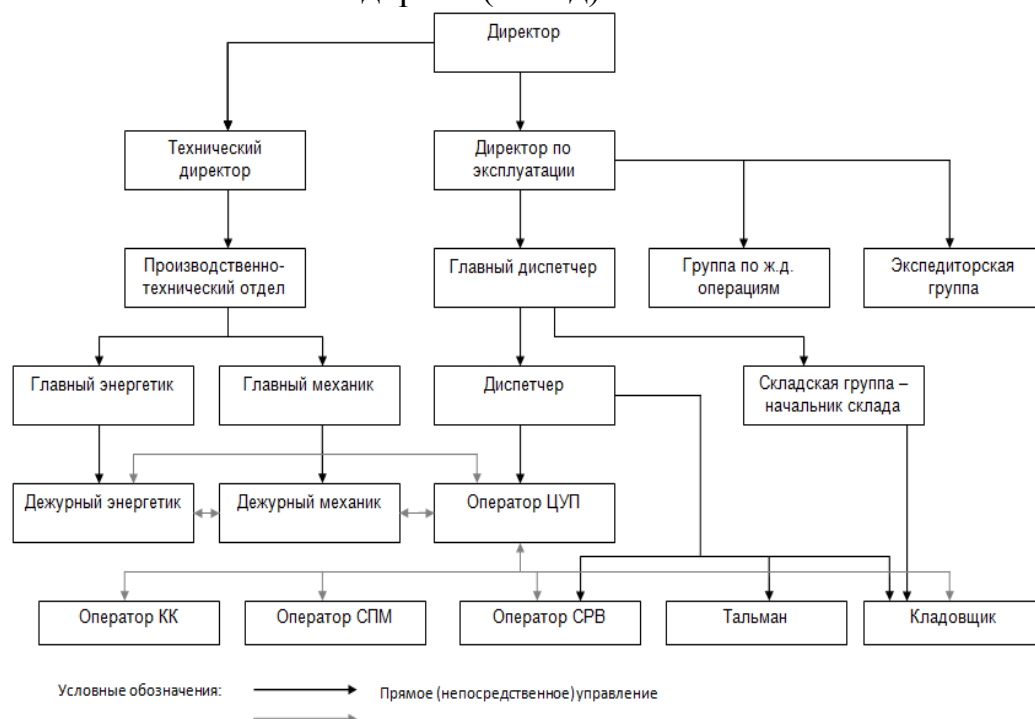 Директор
Технический
директор
Директор по
эксплуатации
Производственно-
технический отдел
Главный диспетчер
Группа по ж.д.
операциям
Экспедиторская
группа
Главный энергетик
Главный механик
Диспетчер
Складская группа –
начальник склада
Дежурный энергетик
Дежурный механик
Оператор ЦУП
Оператор КК
Оператор СПМ
Оператор СРВ
Тальман
Кладовщик
Условные обозначения:
Прямое (непосредственное) управление